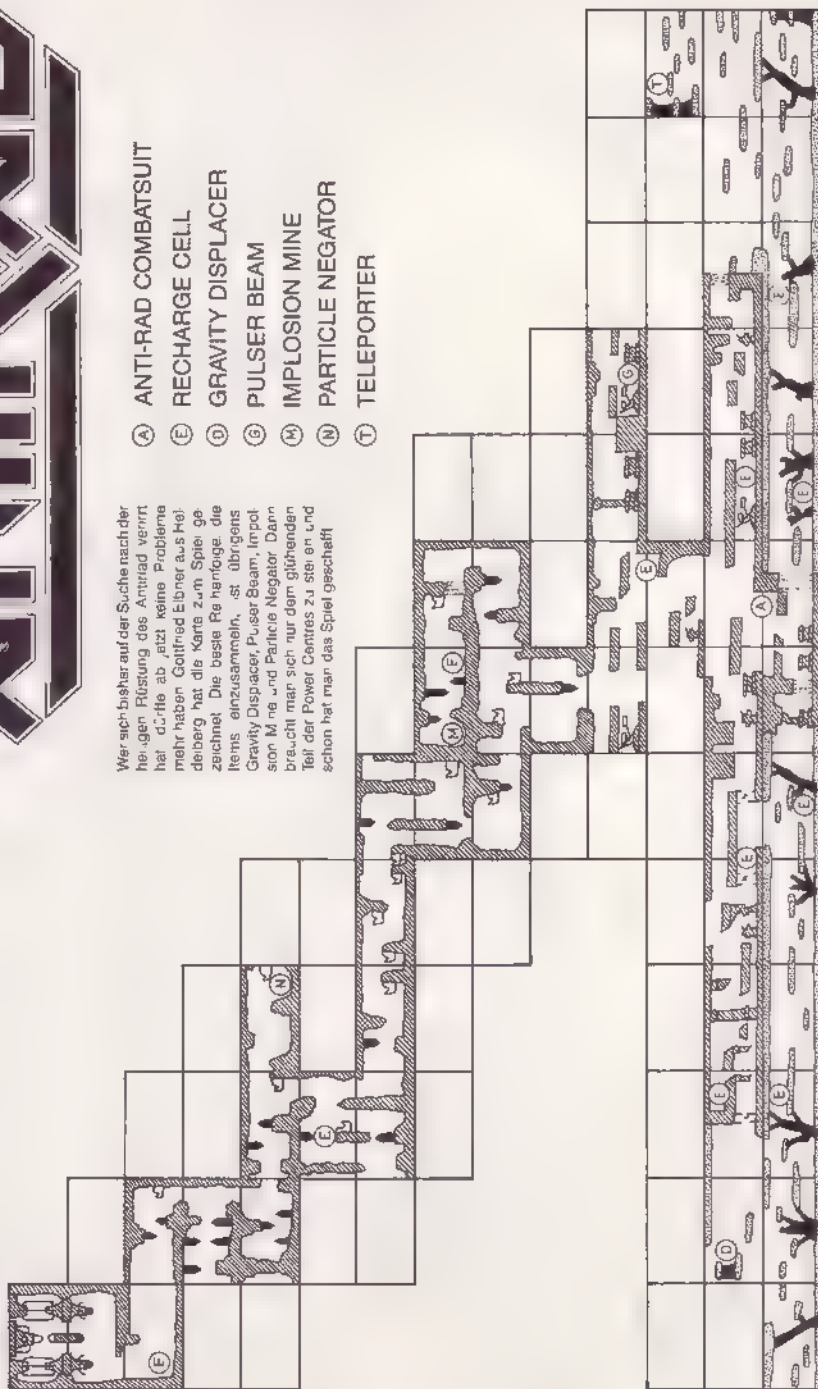 Wer sich bisher auf der Suche nach der
heiligen Rüstung des Antiriad verirrt
hat dürfte ab jetzt keine Probleme
mehr haben Gottfried Eibner aus Hei
delberg hat die Karte zum Spiel ge
zeichnet Die beste Reihenfolge, die
Items einzusammeln, ist übrigens
Gravity Displacer, Pulser Beam, Implo
sion Mine und Particle Negator Dann
braucht man sich nur dem glühenden
Teil der Power Centres zu stellen und
schon hat man das Spiel geschafft
A ANTI-RAD COMBATSUIT
E RECHARGE CELL
D GRAVITY DISPLACER
G PULSER BEAM
M IMPLOSION MINE
N PARTICLE NEGATOR
T TELEPORTER
E
N
E
M
E
G
E
T
D
E
E
E
A
E
E
E
E